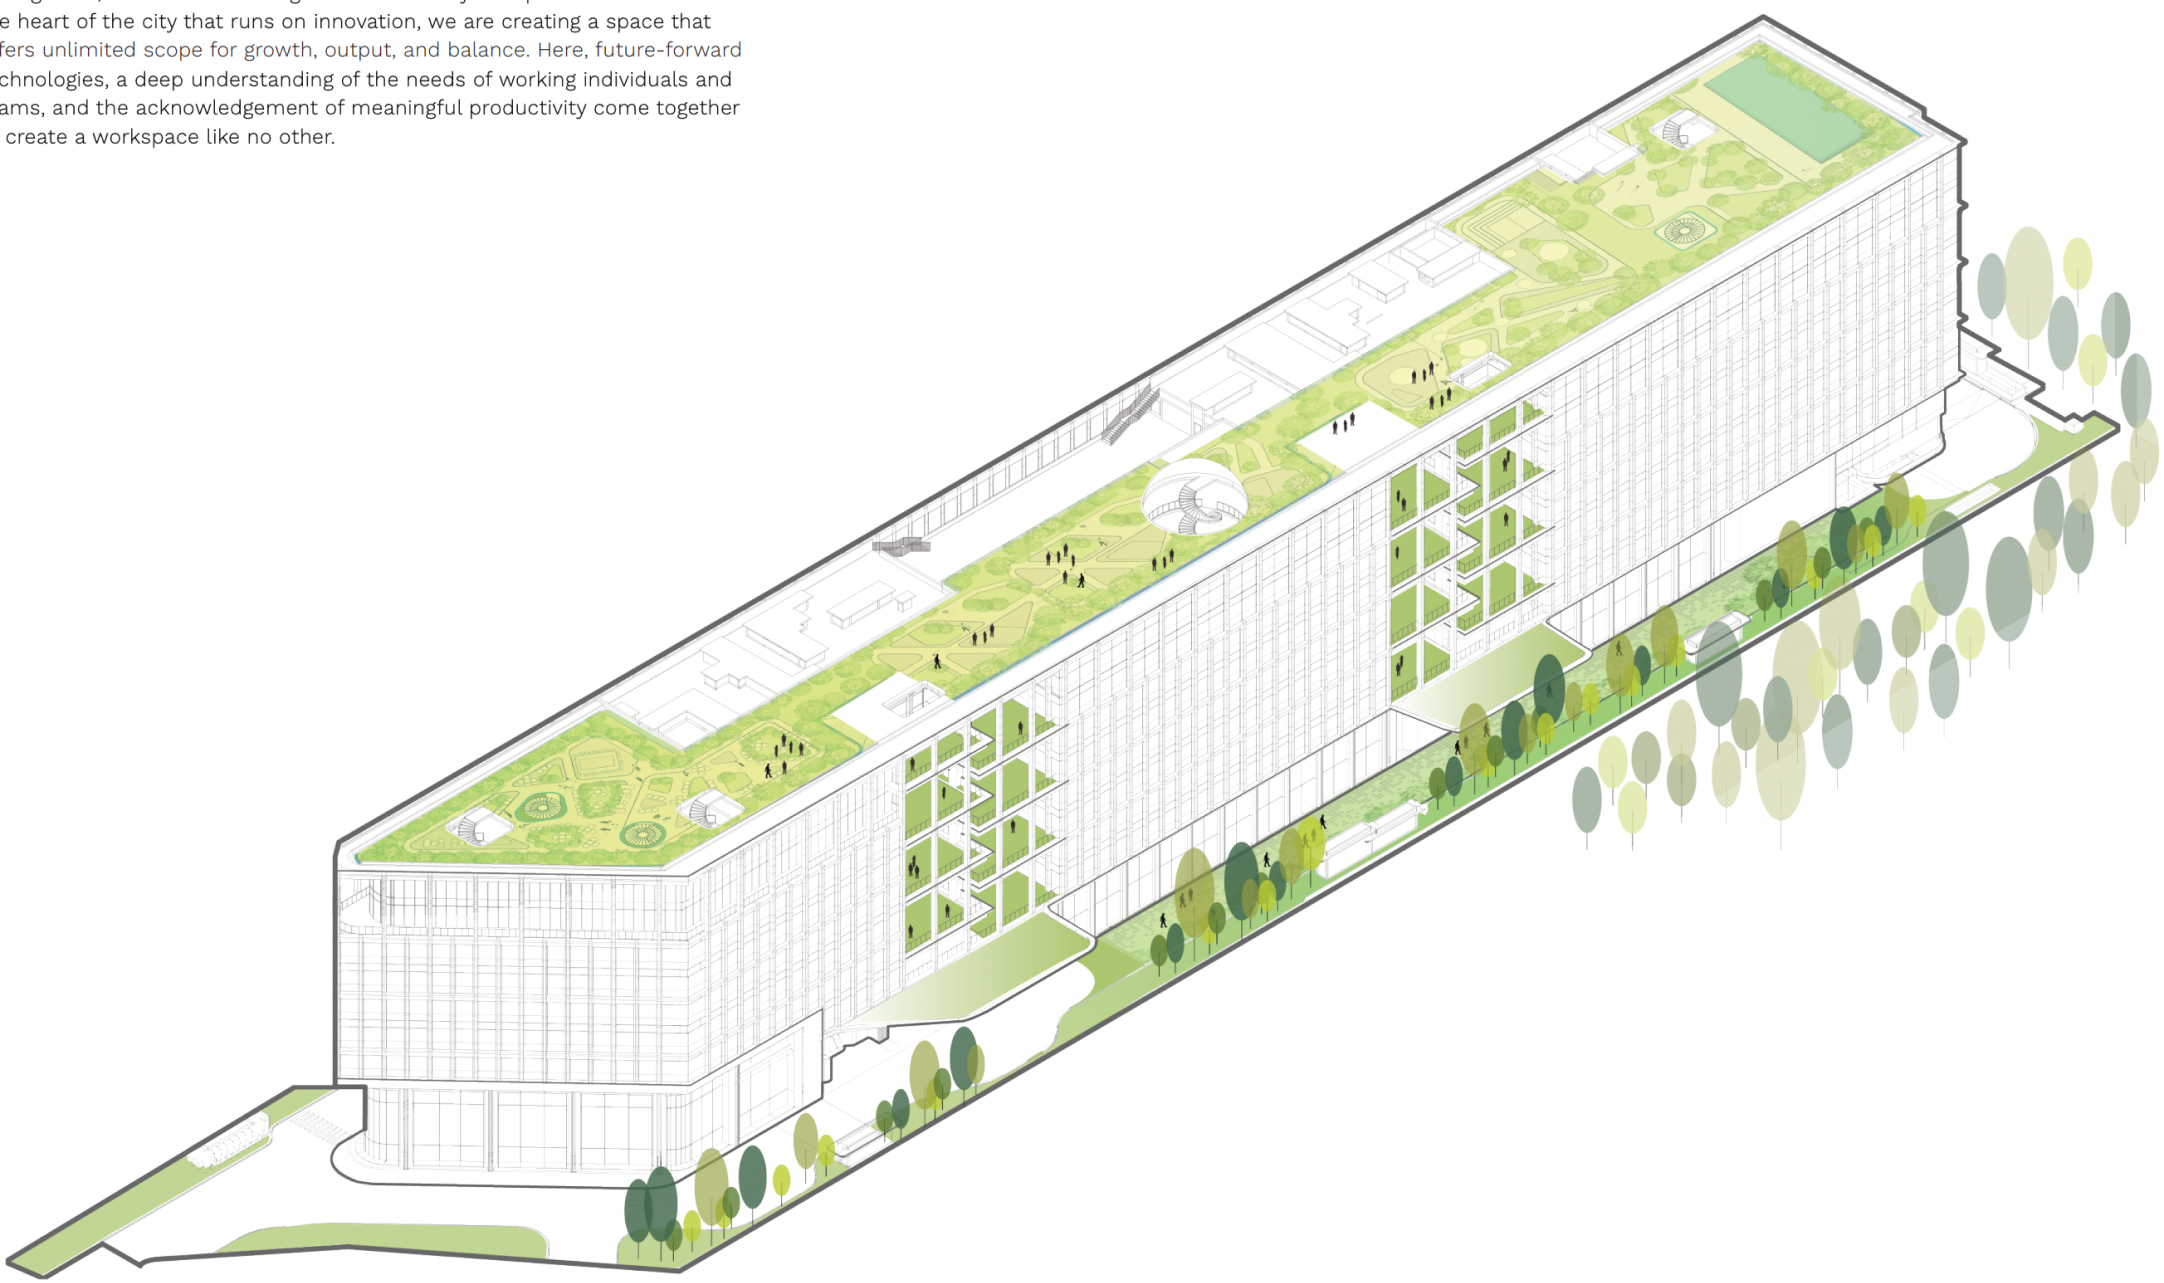 e heart of the city that runs on innovation, we are creating a space that
fers unlimited scope for growth, output, and balance. Here, future-forward
chnologies, a deep understanding of the needs of working individuals and
ams, and the acknowledgement of meaningful productivity come together
create a workspace like no other.